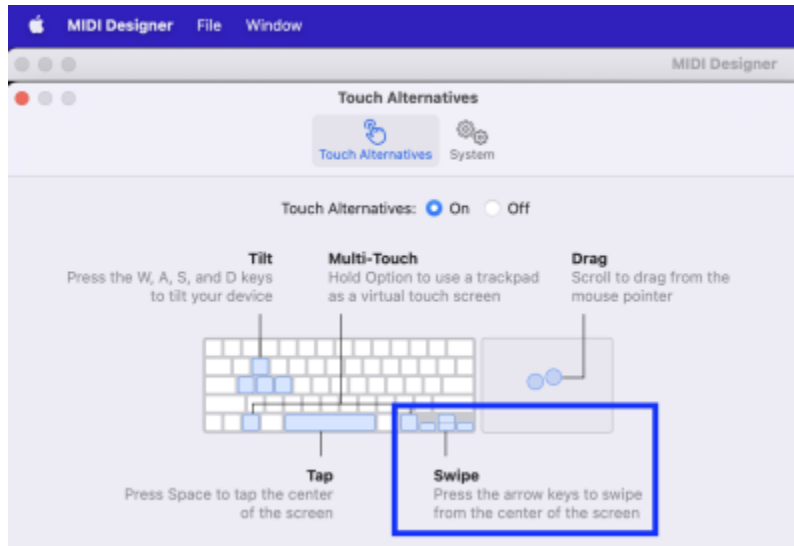 MIDI Designer File Window
MIDI Designer
Touch Alternatives
Touch Alternatives System
Touch Alternatives: On Off
Tilt
Press the W, A, S, and D keys
to tilt your device
Multi-Touch
Hold Option to use a trackpad
as a virtual touch screen
Drag
Scroll to drag from the
mouse pointer
Tap
Press Space to tap the center
of the screen
Swipe
Press the arrow keys to swipe
from the center of the screen